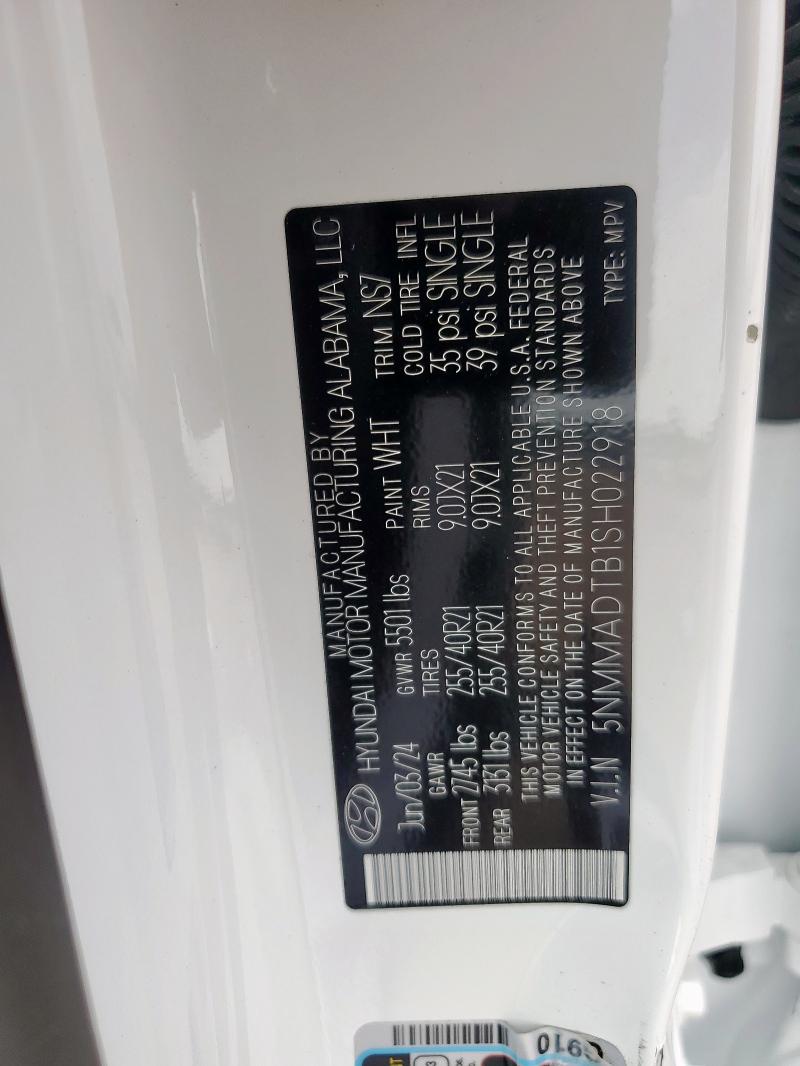 MANUFACTURED BY
HYUNDAI MOTOR MANUFACTURING ALABAMA, LLC
Jun/03/24 GVWR 5501 lbs PAINT WHT TRIM NS7
GAWR TIRES RIMS COLD TIRE INFL
FRONT 2745 lbs 255/40R21 9.0JX21 35 psi SINGLE
REAR 3131 lbs 255/40R21 9.0JX21 39 psi SINGLE
THIS VEHICLE CONFORMS TO ALL APPLICABLE U.S.A. FEDERAL
MOTOR VEHICLE SAFETY AND THEFT PREVENTION STANDARDS
IN EFFECT ON THE DATE OF MANUFACTURE SHOWN ABOVE
V.I.N 5NMMADTB1SH022918 TYPE: MPV